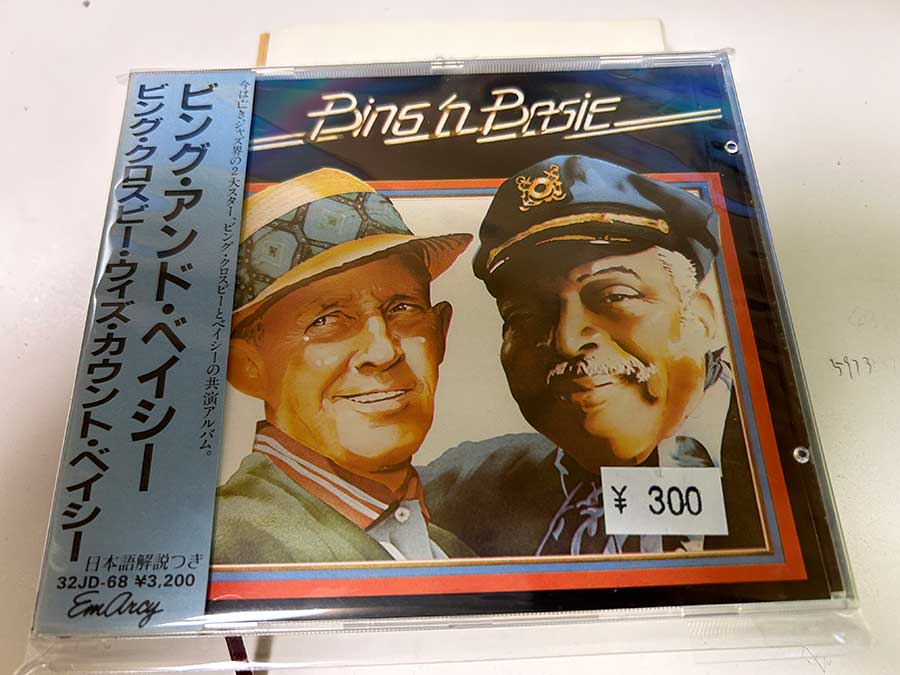 Bing 'n Basie
ビング・アンド・ベイシー
ビング・クロスビー・ウィズ・カウント・ベイシー
今は亡きジャズ界の2大スター、ビング・クロスビーとベイシーの共演アルバム。
日本語解説つき
32JD-68 ¥3,200
EmArcy
¥ 300